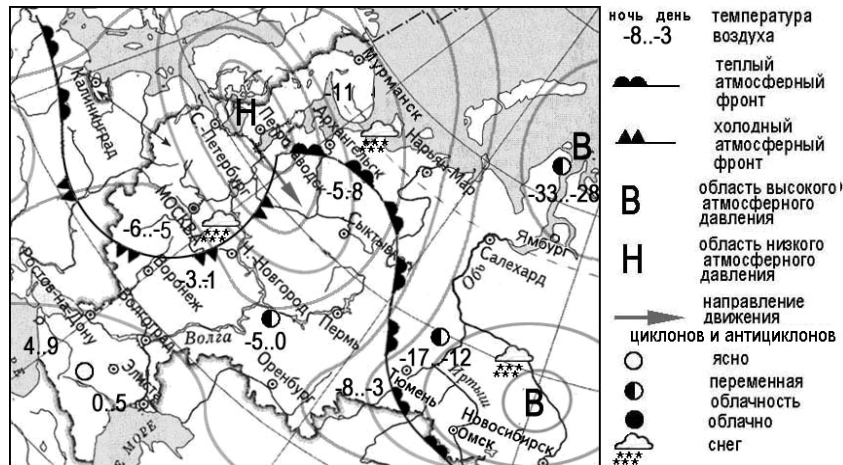 Мурманск
Калининград
С.-Петербург
Н
Петрозаводск
11
Архангельск
Нарьян-Мар
В
-33..-28
-5..8
МОСКВА
-6..-5
Сыктывкар
Ямбург
Салехард
Обь
-3..1
Воронеж
Н. Новгород
Ростов-на-Дону
Волгоград
Волга
Пермь
-5..0
4..9
Элиста
0..5
Оренбург
-8..-3
-17..-12
Тюмень
Иртыш
В
Омск
Новосибирск
МОРЕ
ночь день
-8..-3
температура
воздуха
теплый
атмосферный
фронт
холодный
атмосферный
фронт
В
область высокого
атмосферного
давления
Н
область низкого
атмосферного
давления
направление
движения
циклонов и антициклонов
ясно
переменная
облачность
облачно
снег